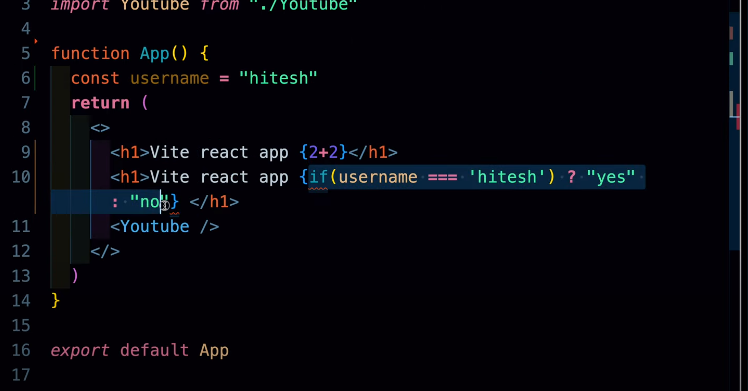 3 import Youtube from "./Youtube"
4
5 function App() {
6 const username = "hitesh"
7 return (
8 <>
9 <h1>Vite react app {2+2}</h1>
10 <h1>Vite react app {if(username === 'hitesh') ? "yes"
: "no"} </h1>
11 <Youtube />
12 </>
13 )
14 }
15
16 export default App
17